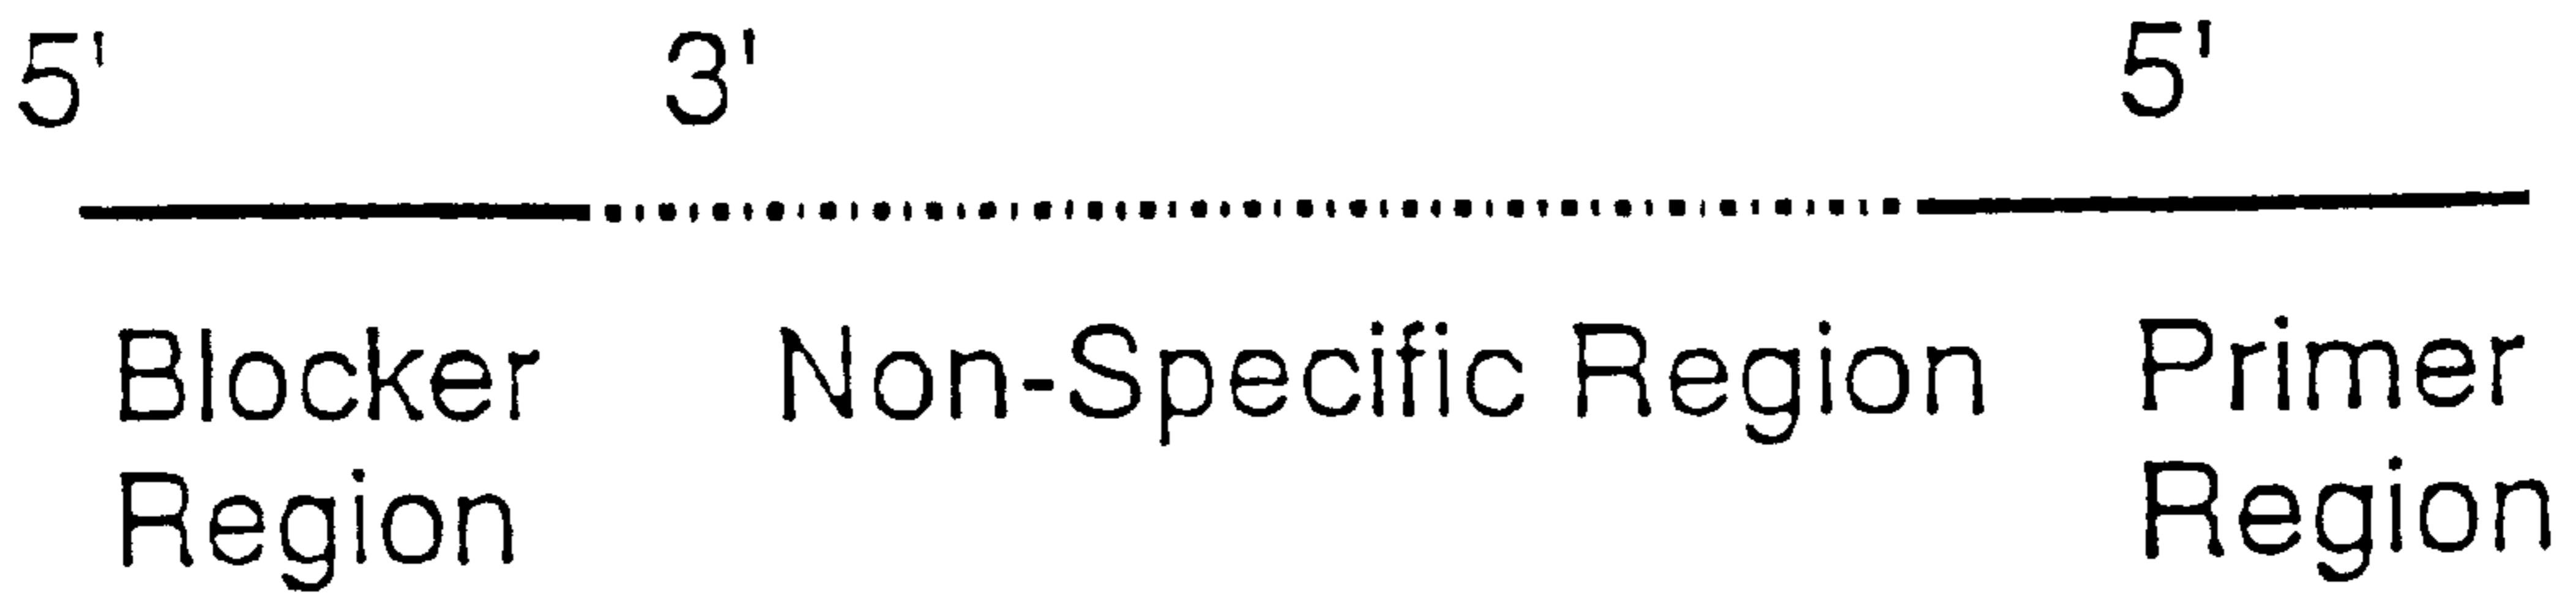 5' 3' 5'
Blocker Non-Specific Region Primer
Region Region